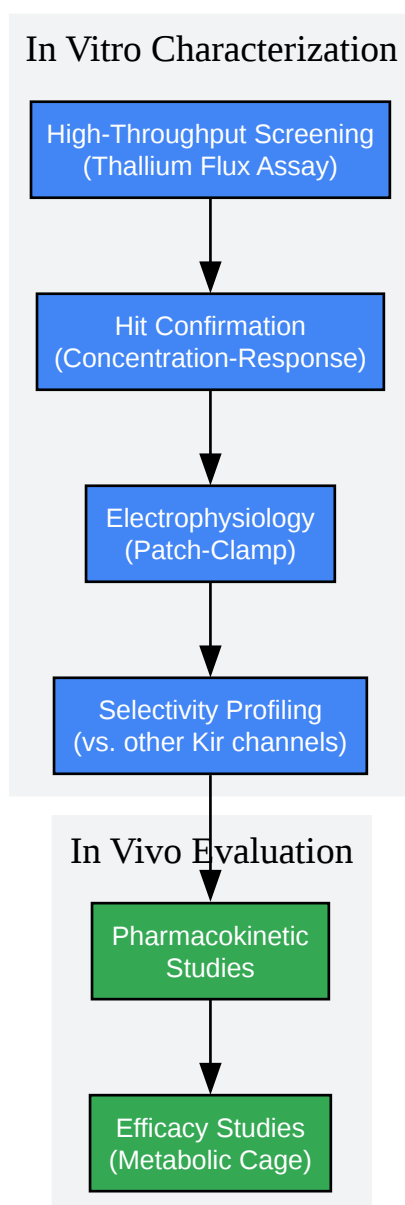 In Vitro Characterization
High-Throughput Screening
(Thallium Flux Assay)
Hit Confirmation
(Concentration-Response)
Electrophysiology
(Patch-Clamp)
Selectivity Profiling
(vs. other Kir channels)
In Vivo Evaluation
Pharmacokinetic
Studies
Efficacy Studies
(Metabolic Cage)